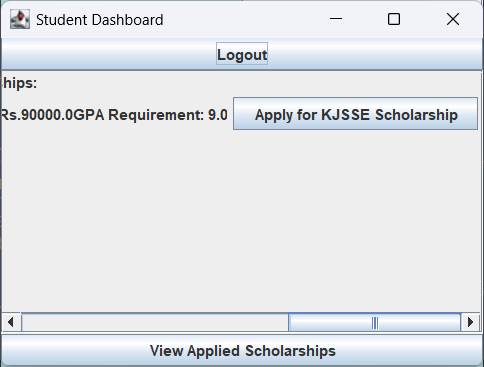 Student Dashboard
Logout
hips:
Rs.90000.0GPA Requirement: 9.0 Apply for KJSSE Scholarship
View Applied Scholarships